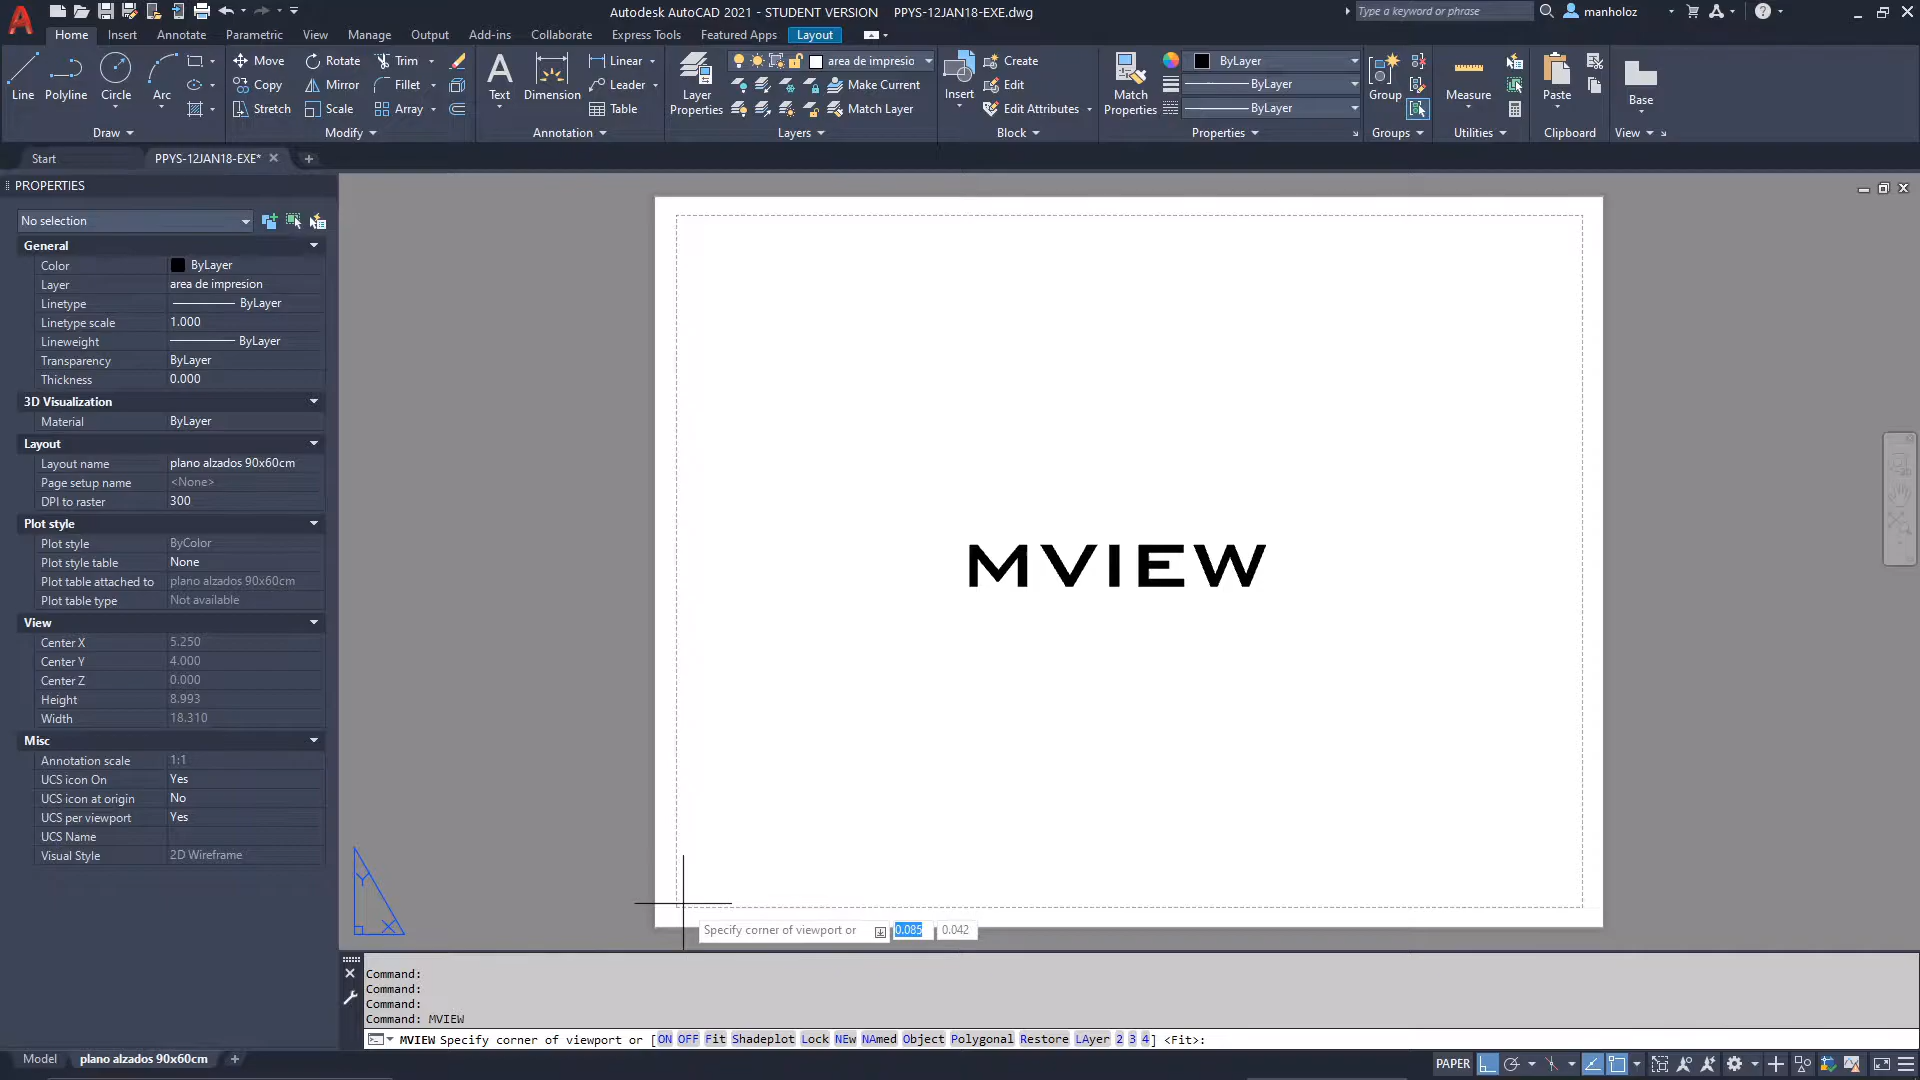 Autodesk AutoCAD 2021 - STUDENT VERSION PPYS-12JAN18-EXE.dwg
Type a keyword or phrase
manholoz
Home Insert Annotate Parametric View Manage Output Add-ins Collaborate Express Tools Featured Apps Layout
Line Polyline Circle Arc
Move Rotate Trim
Copy Mirror Fillet
Stretch Scale Array
Text Dimension
Linear
Leader
Table
Layer Properties
area de impresio
Make Current
Match Layer
Insert
Create
Edit
Edit Attributes
Match Properties
ByLayer
ByLayer
ByLayer
Group
Measure
Paste
Base
Draw Modify Annotation Layers Block Properties Groups Utilities Clipboard View
Start PPYS-12JAN18-EXE*
PROPERTIES
No selection
General
Color ByLayer
Layer area de impresion
Linetype ByLayer
Linetype scale 1.000
Lineweight ByLayer
Transparency ByLayer
Thickness 0.000
3D Visualization
Material ByLayer
Layout
Layout name plano alzados 90x60cm
Page setup name <None>
DPI to raster 300
Plot style
Plot style ByColor
Plot style table None
Plot table attached to plano alzados 90x60cm
Plot table type Not available
View
Center X 5.250
Center Y 4.000
Center Z 0.000
Height 8.993
Width 18.310
Misc
Annotation scale 1:1
UCS icon On Yes
UCS icon at origin No
UCS per viewport Yes
UCS Name
Visual Style 2D Wireframe
MVIEW
Y
X
Specify corner of viewport or 0.085 0.042
Command:
Command:
Command:
Command: MVIEW
MVIEW Specify corner of viewport or [ON OFF Fit Shadeplot Lock NEw NAmed Object Polygonal Restore LAyer 2 3 4] <Fit>:
Model plano alzados 90x60cm
PAPER